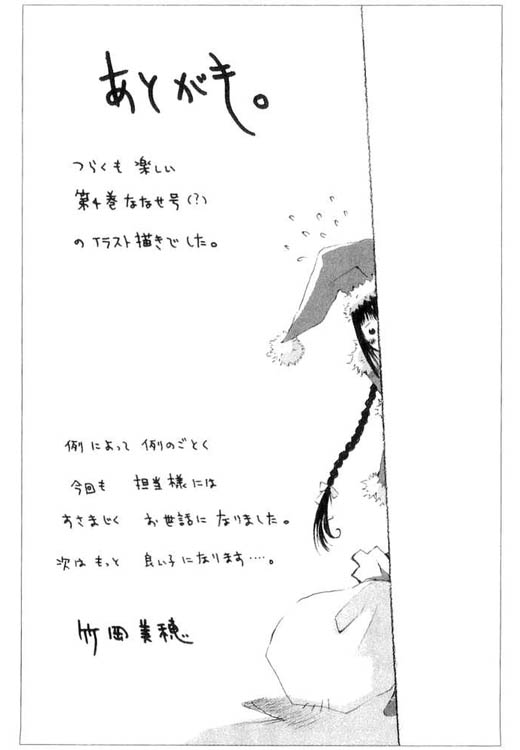 あとがき。
つらくも 楽しい
第4巻ななせ号(?)
の イラスト描きでした。
例によって 例のごとく
今回も 担当様には
すさまじく お世話になりました。
次は もっと 良い子になります‥‥。
竹岡美穂